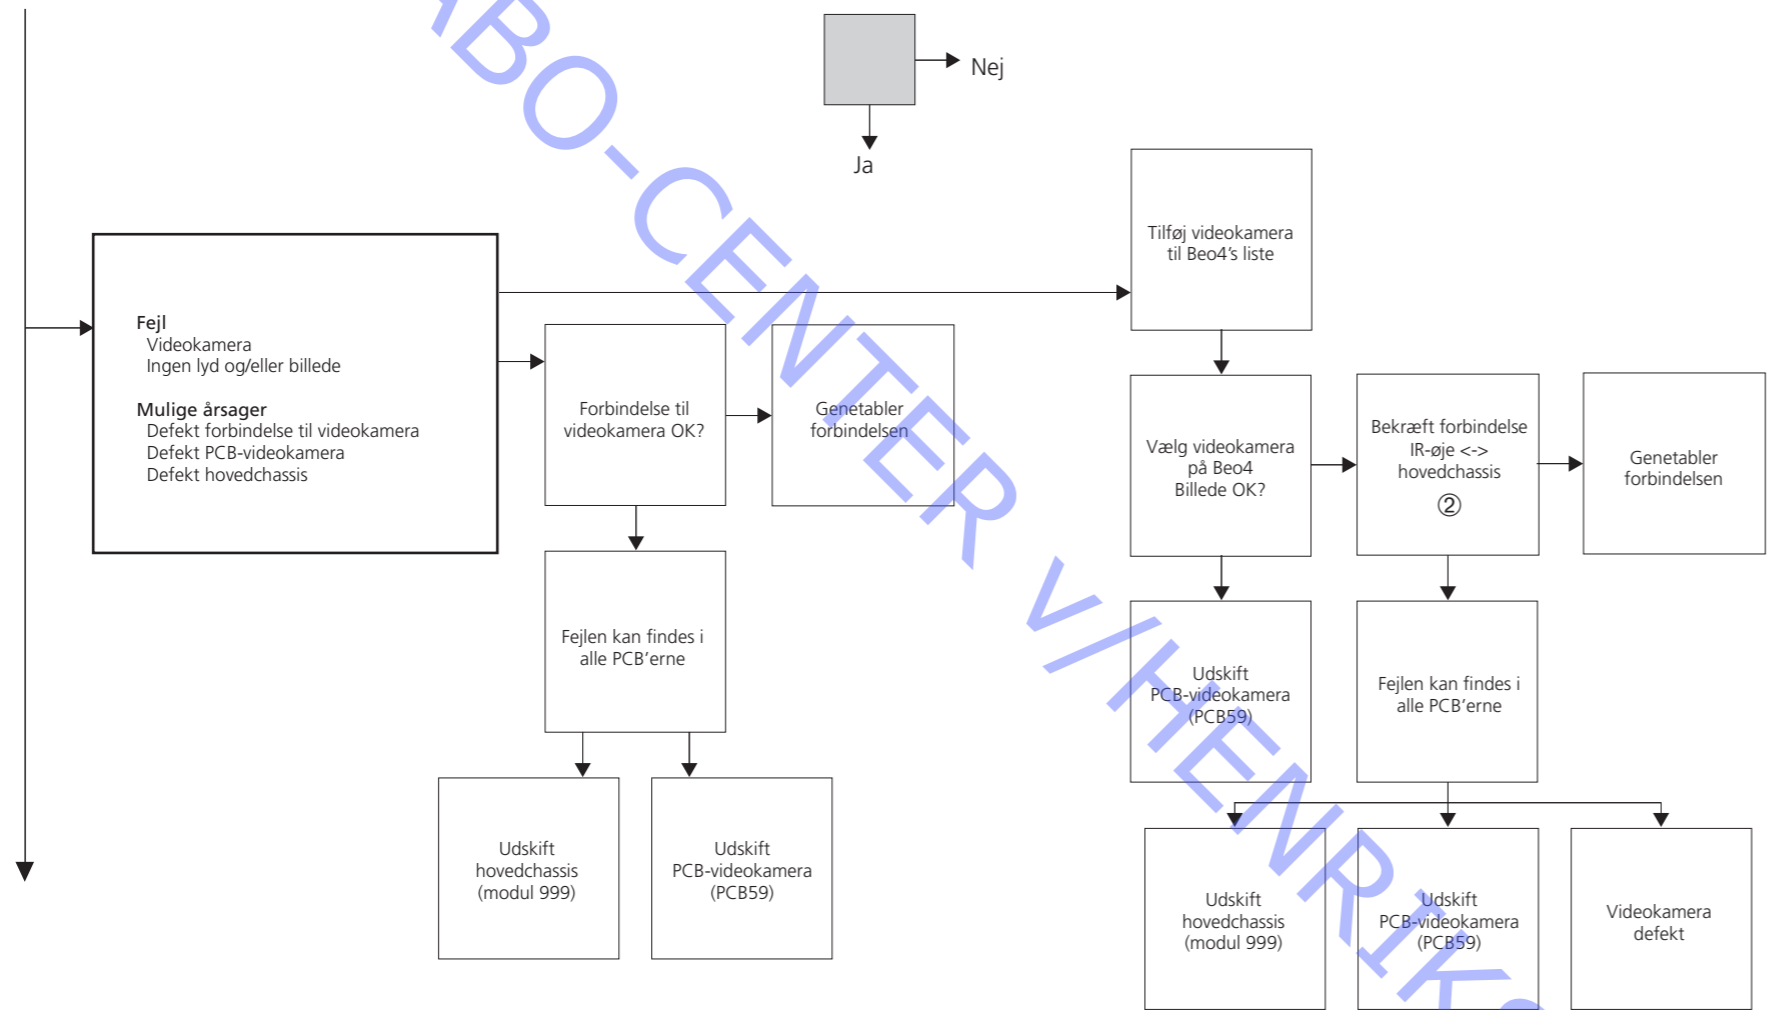 Nej
Ja
Fejl
Videokamera
Ingen lyd og/eller billede
Mulige årsager
Defekt forbindelse til videokamera
Defekt PCB-videokamera
Defekt hovedchassis
Forbindelse til
videokamera OK?
Genetabler
forbindelsen
Fejlen kan findes i
alle PCB'erne
Udskift
hovedchassis
(modul 999)
Udskift
PCB-videokamera
(PCB59)
Tilføj videokamera
til Beo4's liste
Vælg videokamera
på Beo4
Billede OK?
Bekræft forbindelse
IR-øje <->
hovedchassis
②
Genetabler
forbindelsen
Udskift
PCB-videokamera
(PCB59)
Fejlen kan findes i
alle PCB'erne
Udskift
hovedchassis
(modul 999)
Udskift
PCB-videokamera
(PCB59)
Videokamera
defekt
ABO-CENTER v/HENRIKS